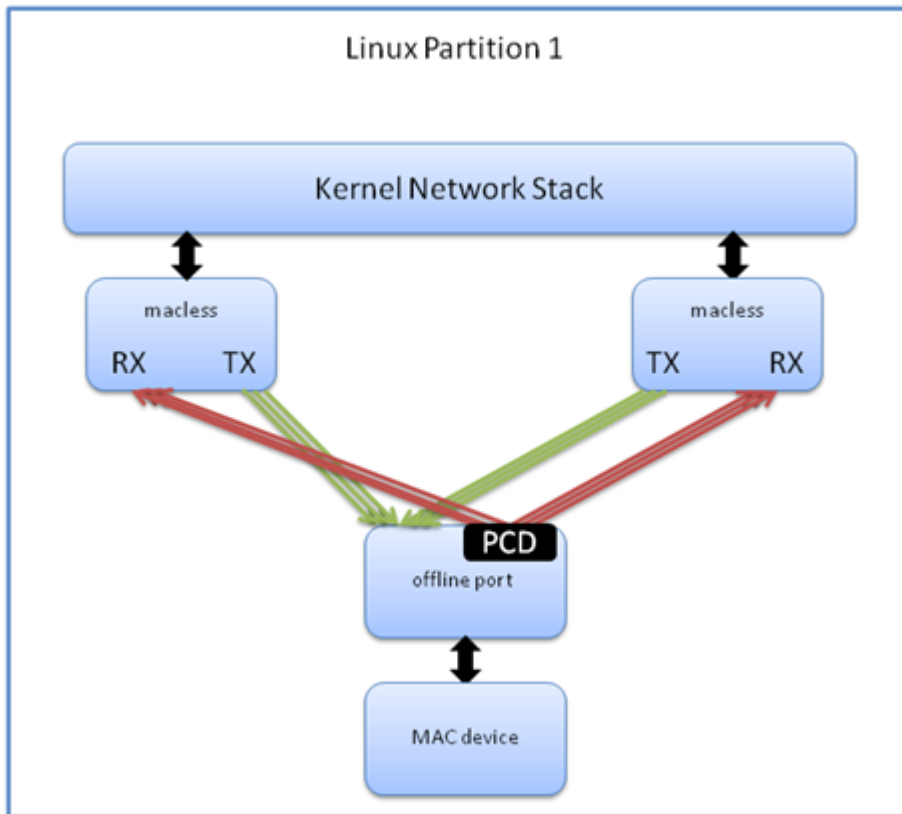 Linux Partition 1
Kernel Network Stack
macless
macless
RX TX
TX RX
PCD
offline port
MAC device